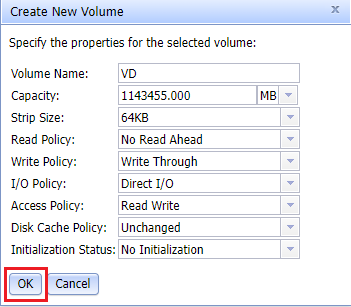 Create New Volume x
Specify the properties for the selected volume:
Volume Name: VD
Capacity: 1143455.000 MB
Strip Size: 64KB
Read Policy: No Read Ahead
Write Policy: Write Through
I/O Policy: Direct I/O
Access Policy: Read Write
Disk Cache Policy: Unchanged
Initialization Status: No Initialization
OK Cancel